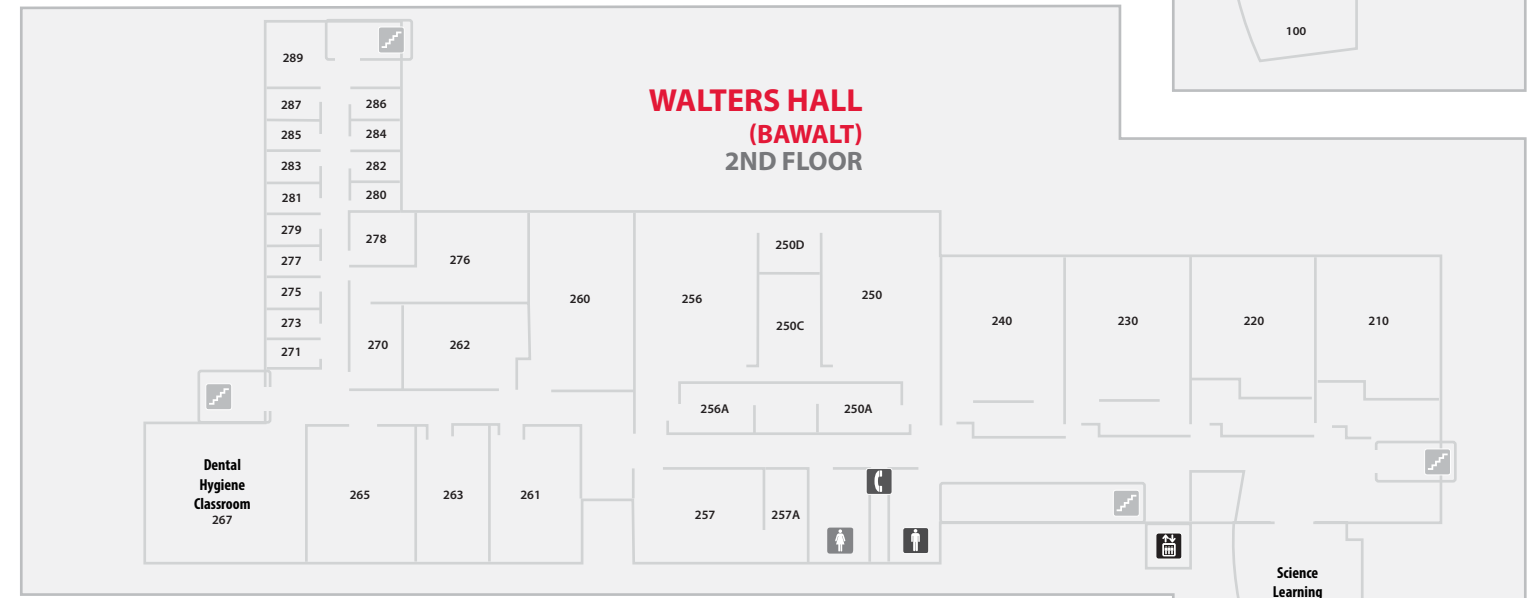 100
WALTERS HALL
(BAWALT)
2ND FLOOR
289
287
286
285
284
283
282
281
280
279
278
277
276
275
273
271
270
262
260
256
250D
250C
250
240
230
220
210
256A
250A
Dental
Hygiene
Classroom
267
265
263
261
257
257A
Science
Learning